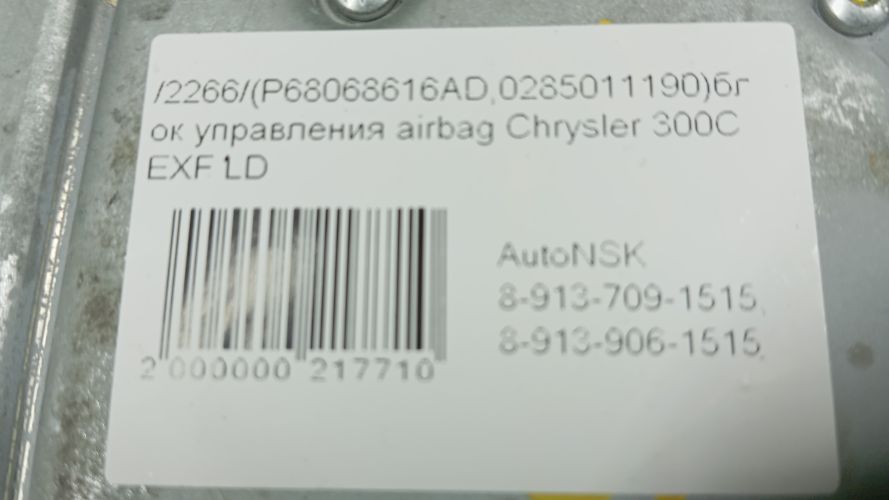 /2266/(P68068616AD,0285011190)бл
ок управления airbag Chrysler 300C
EXF LD
AutoNSK
8-913-709-1515,
8-913-906-1515,
2 000000 217710